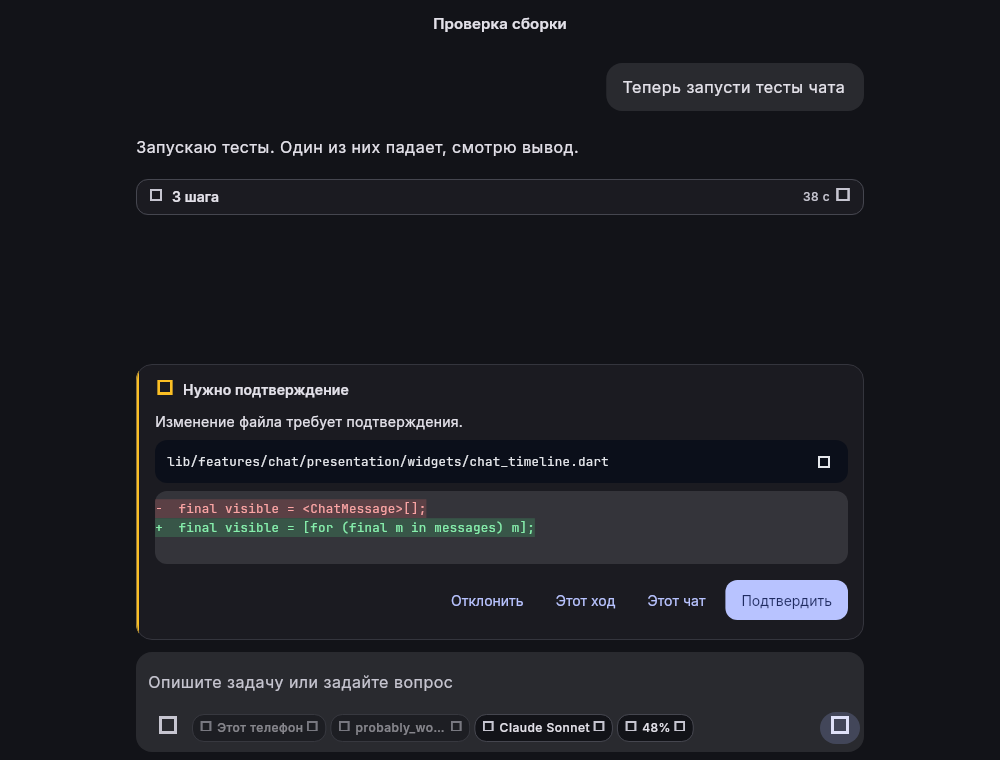 Проверка сборки
Теперь запусти тесты чата
Запускаю тесты. Один из них падает, смотрю вывод.
3 шага 38 с
Нужно подтверждение
Изменение файла требует подтверждения.
lib/features/chat/presentation/widgets/chat_timeline.dart
-  final visible = <ChatMessage>[];
+  final visible = [for (final m in messages) m];
Отклонить Этот ход Этот чат Подтвердить
Опишите задачу или задайте вопрос
Этот телефон probably_wo... Claude Sonnet 48%